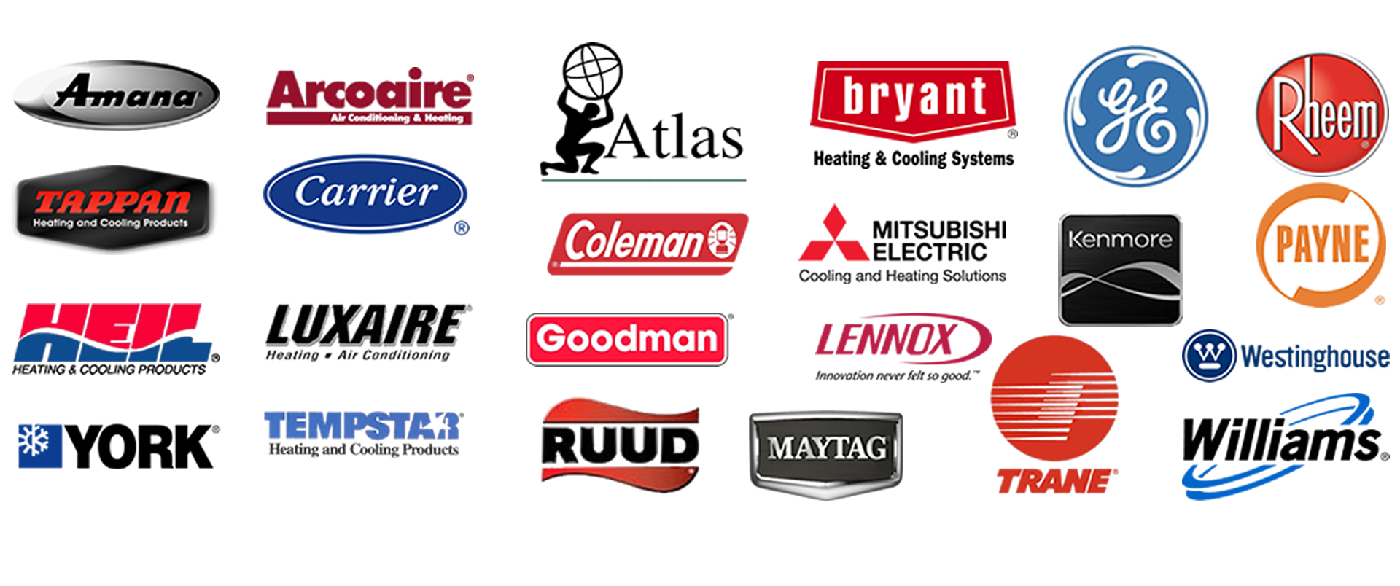 Amana
Arcoaire®
Air Conditioning & Heating
Atlas
bryant
®
Heating & Cooling Systems
GE
Rheem
®
TAPPAN
Heating and Cooling Products
Carrier
®
Coleman
®
MITSUBISHI
ELECTRIC
Cooling and Heating Solutions
Kenmore
PAYNE
®
HEIL®
HEATING & COOLING PRODUCTS
LUXAIRE®
Heating ▪ Air Conditioning
Goodman
®
LENNOX
Innovation never felt so good.™
Westinghouse
W
YORK®
TEMPSTAR®
Heating and Cooling Products
RUUD
®
MAYTAG
TRANE®
Williams®